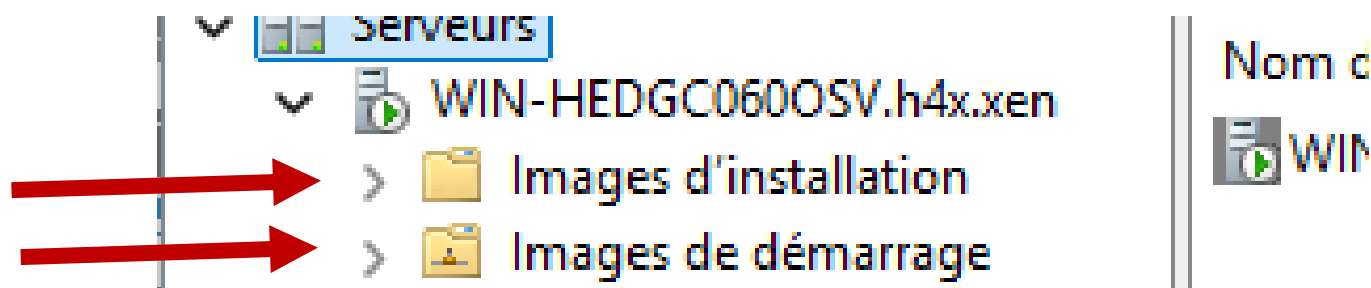 Serveurs
WIN-HEDGC060OSV.h4x.xen
Images d'installation
Images de démarrage
Nom d
WIN